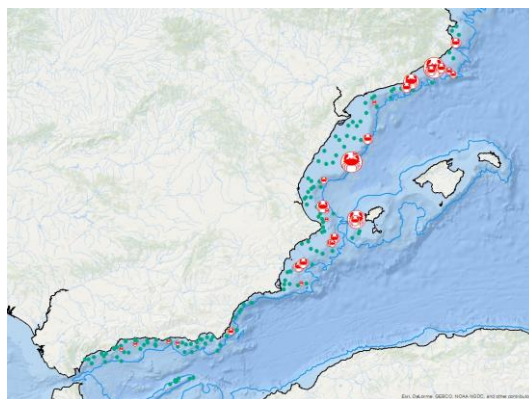 Esri, DeLorme, GEBCO, NOAA NGDC, and other contributors